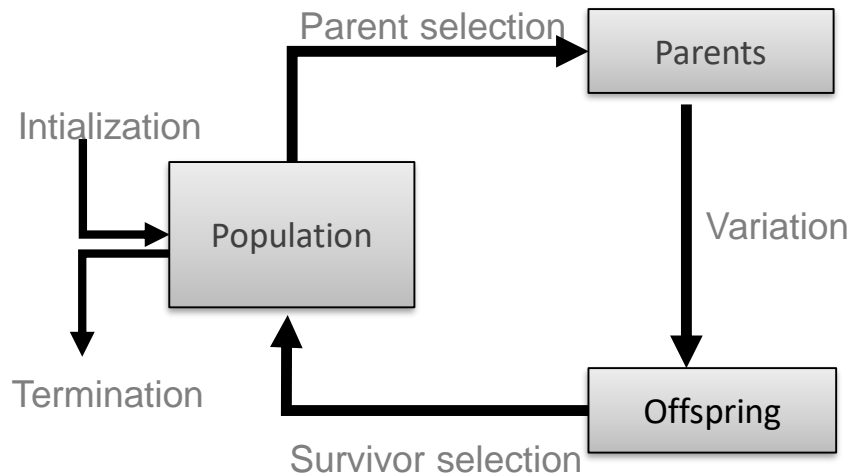 Parent selection
Parents
Intialization
Population
Variation
Termination
Offspring
Survivor selection